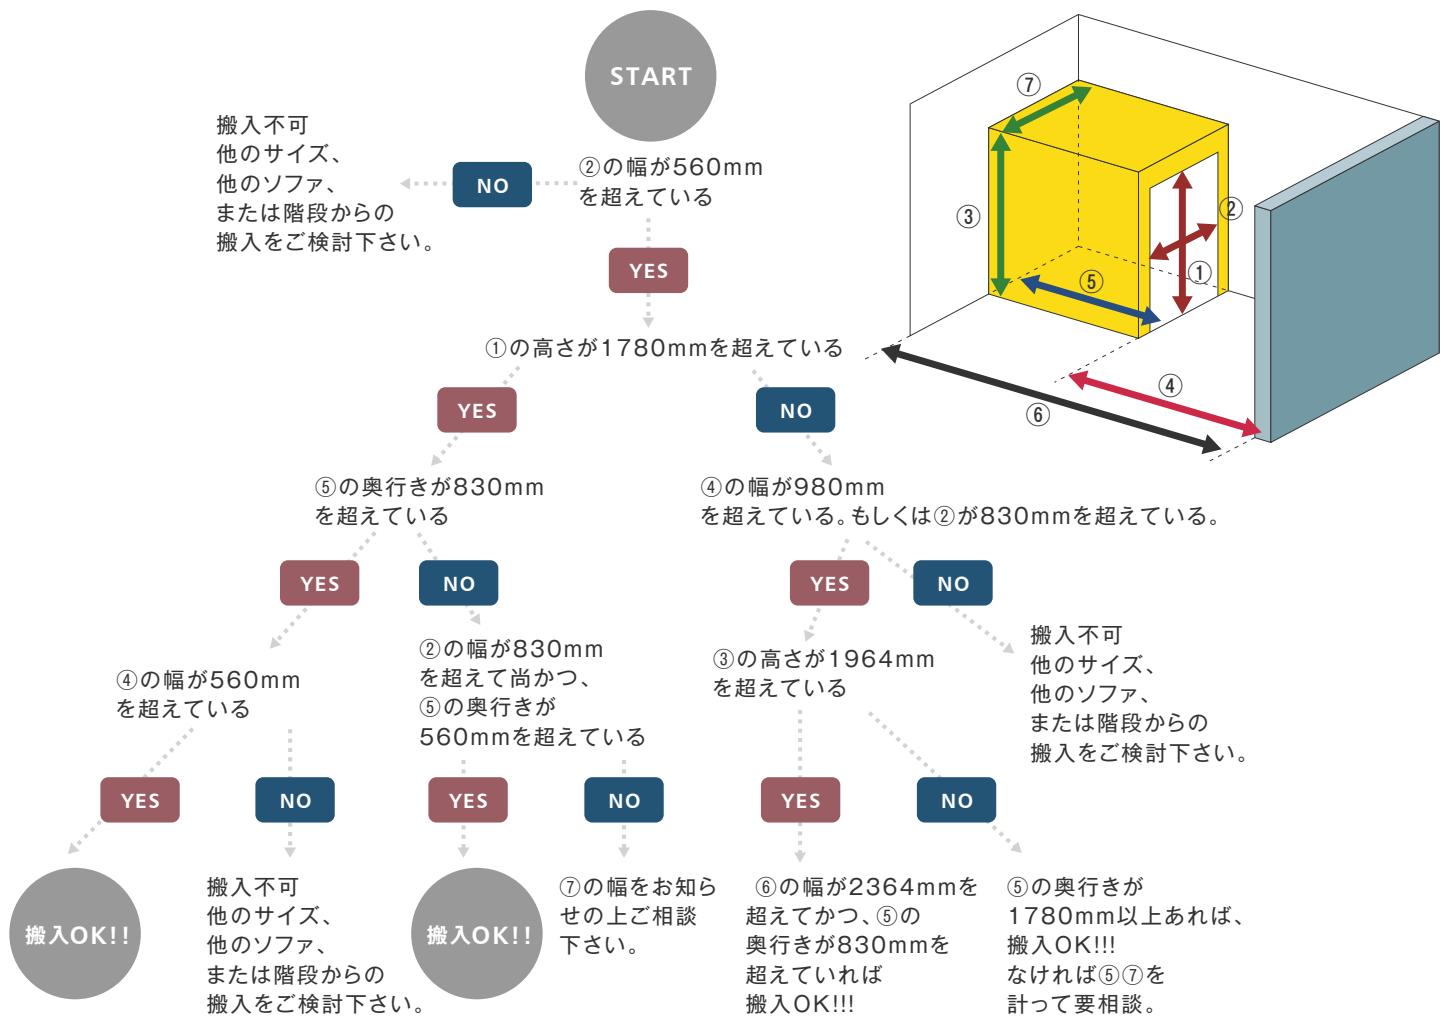 START
②の幅が560mm
を超えている
NO
搬入不可
他のサイズ、
他のソファ、
または階段からの
搬入をご検討下さい。
YES
①の高さが1780mmを超えている
YES
NO
⑤の奥行きが830mm
を超えている
④の幅が980mm
を超えている。もしくは②が830mmを超えている。
YES
NO
YES
NO
④の幅が560mm
を超えている
②の幅が830mm
を超えて尚かつ、
⑤の奥行きが
560mmを超えている
③の高さが1964mm
を超えている
搬入不可
他のサイズ、
他のソファ、
または階段からの
搬入をご検討下さい。
YES
NO
YES
NO
YES
NO
搬入OK!!
搬入不可
他のサイズ、
他のソファ、
または階段からの
搬入をご検討下さい。
搬入OK!!
⑦の幅をお知ら
せの上ご相談
下さい。
⑥の幅が2364mmを
超えてかつ、⑤の
奥行きが830mmを
超えていれば
搬入OK!!!
⑤の奥行きが
1780mm以上あれば、
搬入OK!!!
なければ⑤⑦を
計って要相談。
⑦
③
②
①
⑤
④
⑥